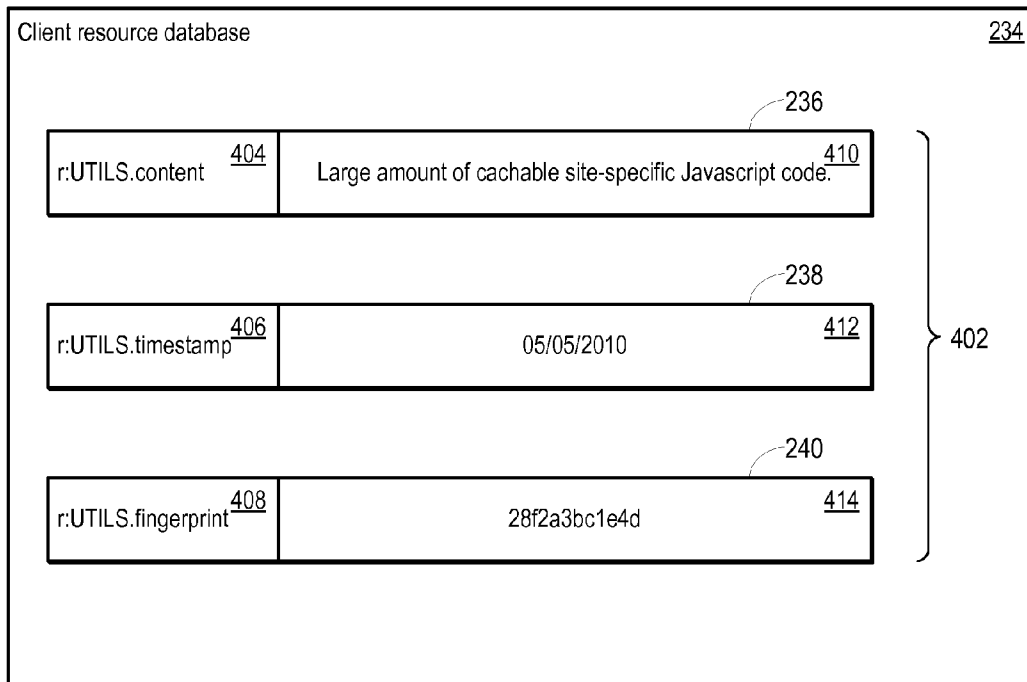 Client resource database 234
236
r:UTILS.content 404 Large amount of cachable site-specific Javascript code. 410
238
r:UTILS.timestamp 406 05/05/2010 412
402
240
r:UTILS.fingerprint 408 28f2a3bc1e4d 414